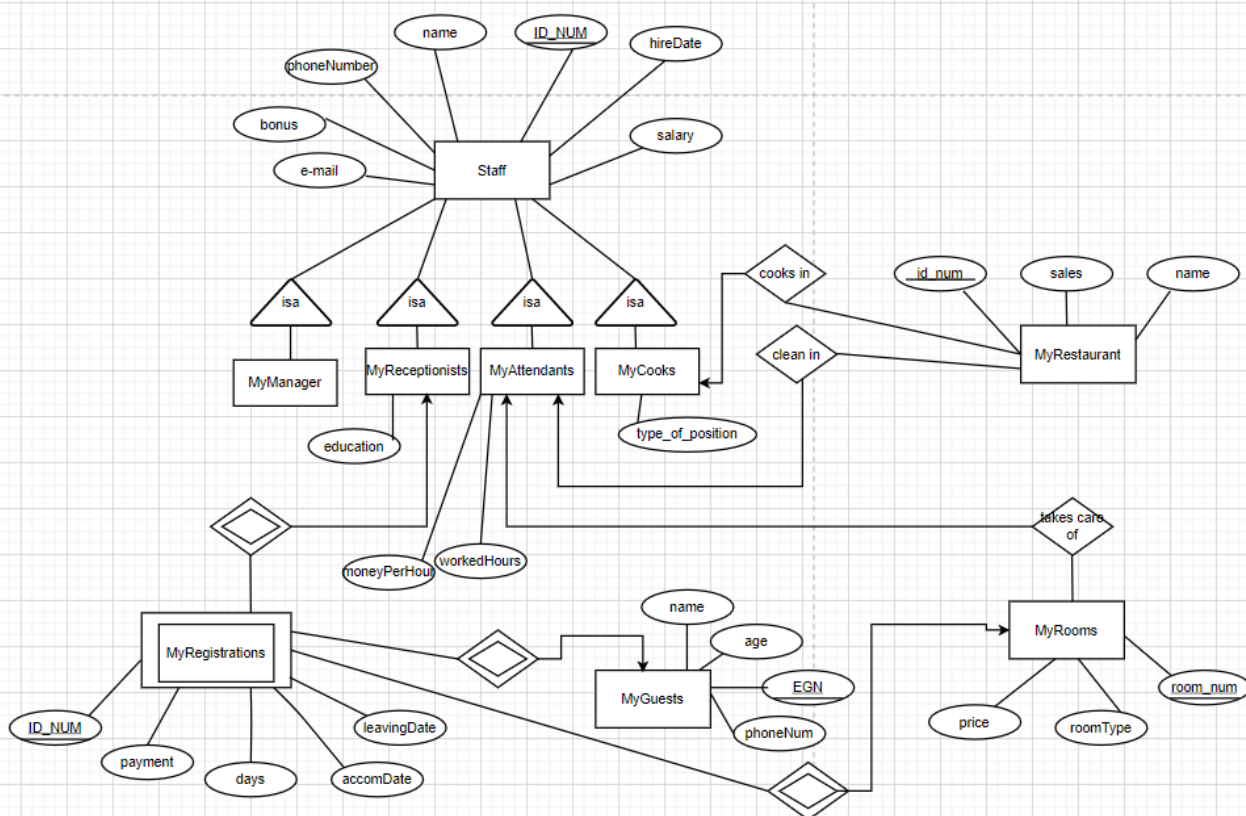 name
ID_NUM
hireDate
phoneNumber
bonus
salary
e-mail
Staff
isa
isa
isa
isa
cooks in
id_num
sales
name
clean in
MyRestaurant
MyManager
MyReceptionists
MyAttendants
MyCooks
education
type_of_position
takes care
of
moneyPerHour
workedHours
name
age
MyRegistrations
MyGuests
EGN
phoneNum
MyRooms
room_num
price
roomType
ID_NUM
payment
days
accomDate
leavingDate